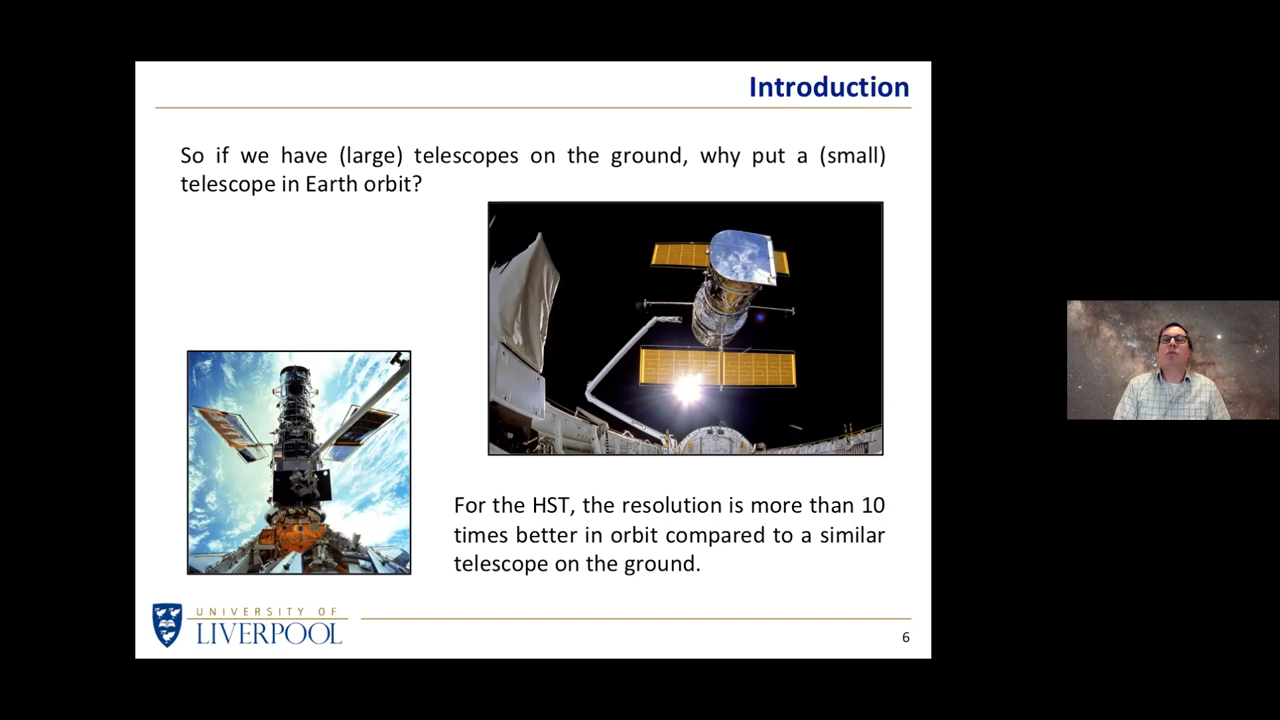 Introduction
So if we have (large) telescopes on the ground, why put a (small)
telescope in Earth orbit?
For the HST, the resolution is more than 10
times better in orbit compared to a similar
telescope on the ground.
UNIVERSITY OF
LIVERPOOL
6